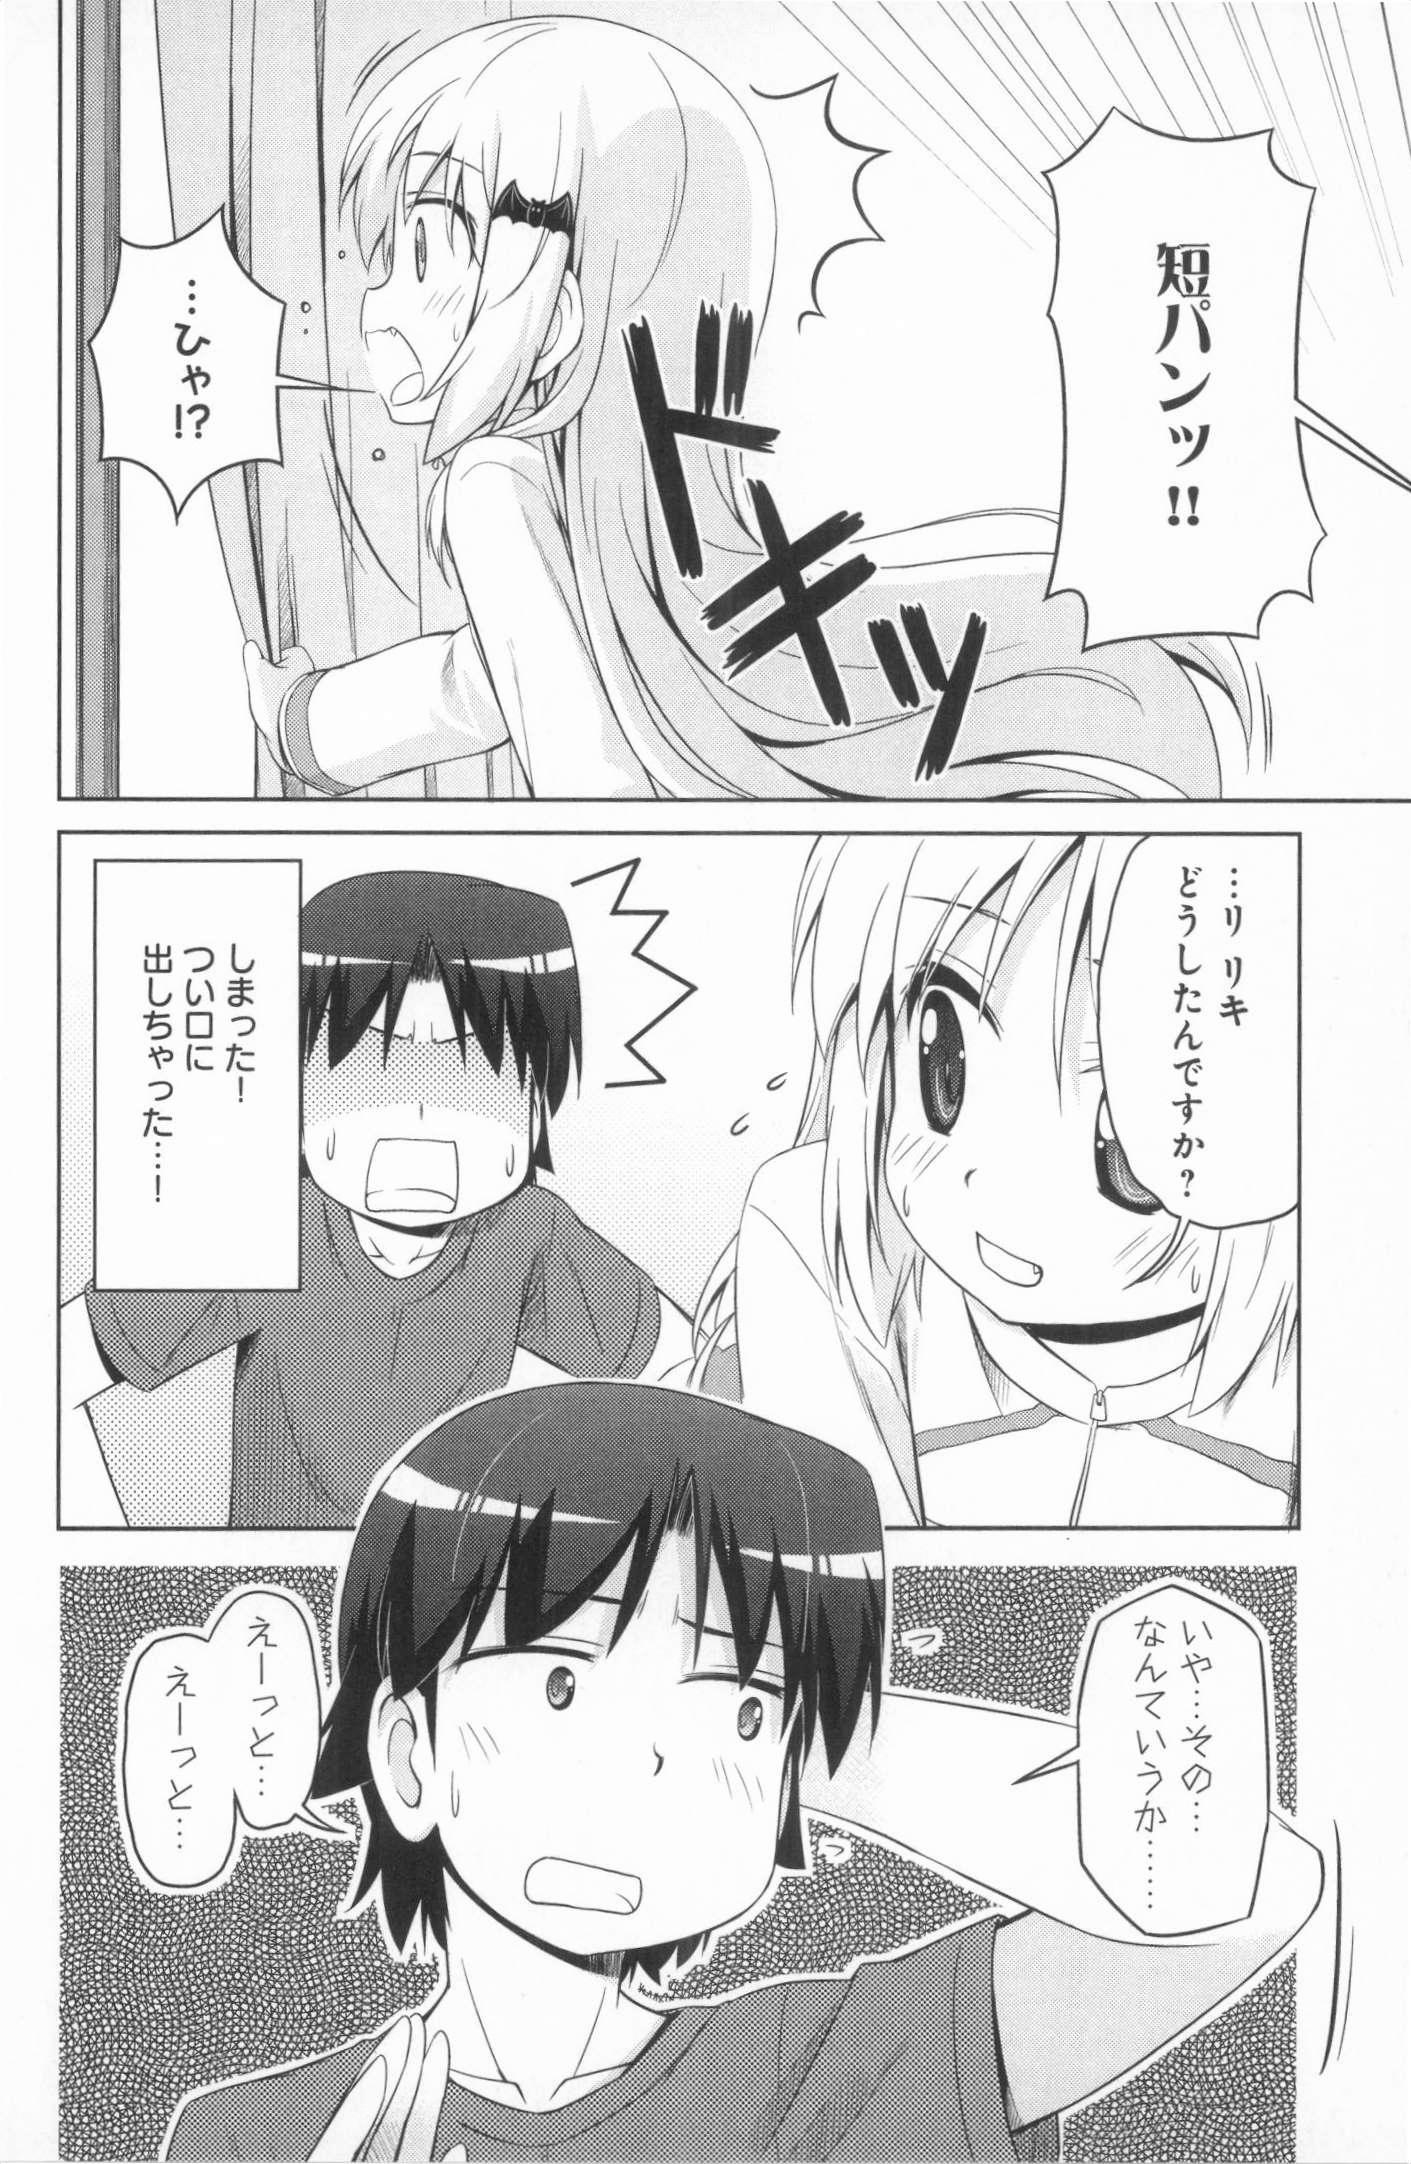 短パンッ!!
ドキッ
…ひゃ!?
…リ リキ
どうしたんですか?
しまった!
つい口に
出しちゃった…!
いや…その…
なんていうか………
えーっと…
えーっと…